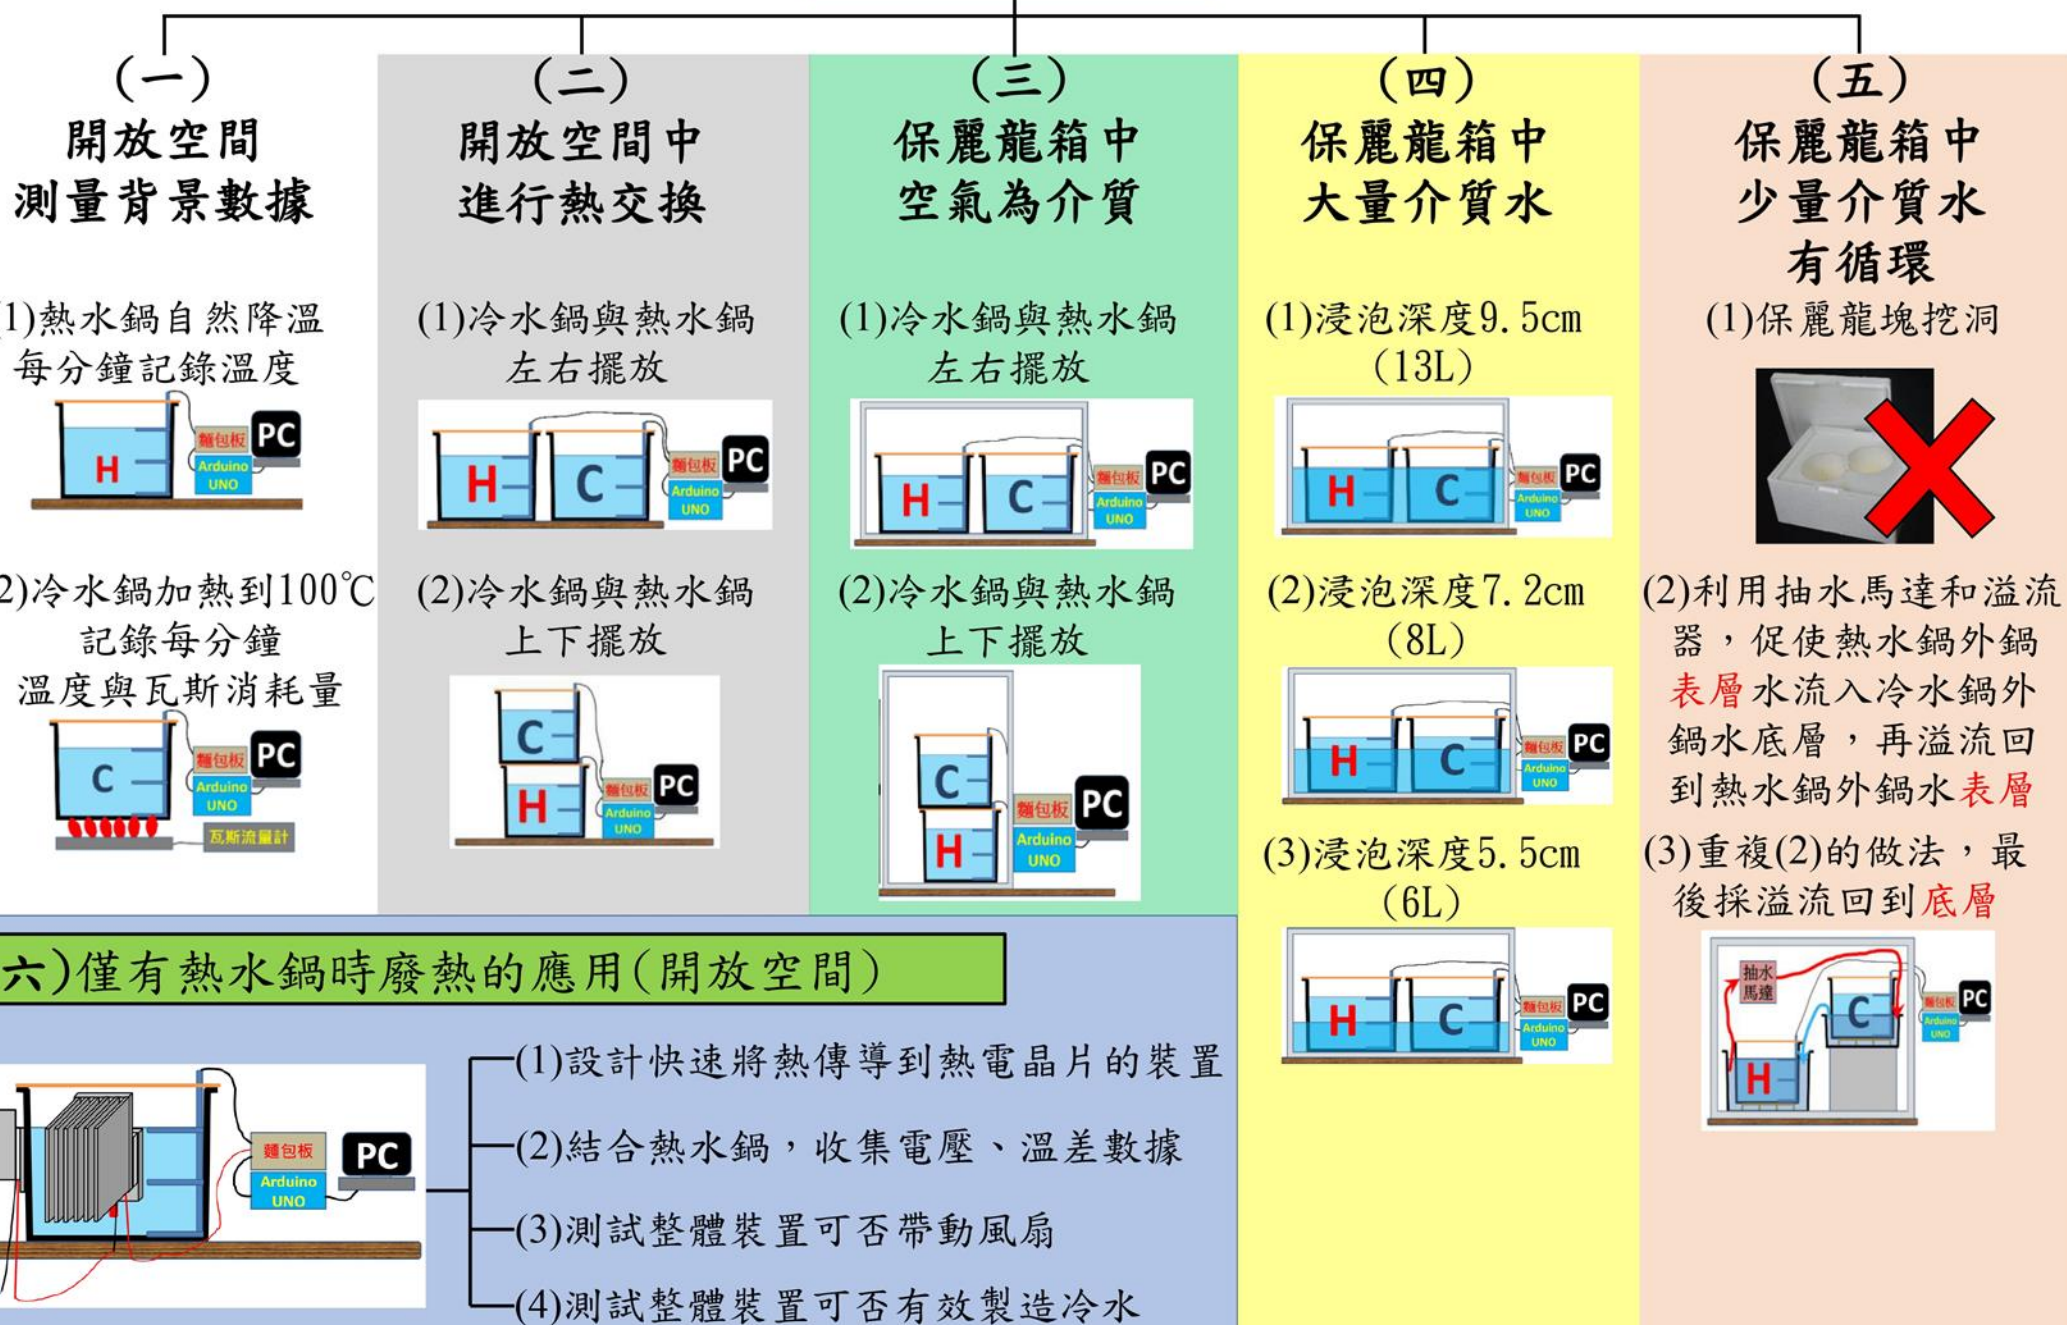 (一)
開放空間
測量背景數據
1)熱水鍋自然降溫
每分鐘記錄溫度
H
麵包板
Arduino
UNO
PC
2)冷水鍋加熱到100℃
記錄每分鐘
溫度與瓦斯消耗量
C
麵包板
Arduino
UNO
PC
瓦斯流量計
(二)
開放空間中
進行熱交換
(1)冷水鍋與熱水鍋
左右擺放
H
C
麵包板
Arduino
UNO
PC
(2)冷水鍋與熱水鍋
上下擺放
C
H
麵包板
Arduino
UNO
PC
(三)
保麗龍箱中
空氣為介質
(1)冷水鍋與熱水鍋
左右擺放
H
C
麵包板
Arduino
UNO
PC
(2)冷水鍋與熱水鍋
上下擺放
C
H
麵包板
Arduino
UNO
PC
(四)
保麗龍箱中
大量介質水
(1)浸泡深度9.5cm
(13L)
H
C
麵包板
Arduino
UNO
PC
(2)浸泡深度7.2cm
(8L)
H
C
麵包板
Arduino
UNO
PC
(3)浸泡深度5.5cm
(6L)
H
C
麵包板
Arduino
UNO
PC
(五)
保麗龍箱中
少量介質水
有循環
(1)保麗龍塊挖洞
(2)利用抽水馬達和溢流
器，促使熱水鍋外鍋
表層水流入冷水鍋外
鍋水底層，再溢流回
到熱水鍋外鍋水表層
(3)重複(2)的做法，最
後採溢流回到底層
抽水
馬達
C
H
麵包板
Arduino
UNO
PC
六)僅有熱水鍋時廢熱的應用(開放空間)
麵包板
Arduino
UNO
PC
(1)設計快速將熱傳導到熱電晶片的裝置
(2)結合熱水鍋，收集電壓、溫差數據
(3)測試整體裝置可否帶動風扇
(4)測試整體裝置可否有效製造冷水